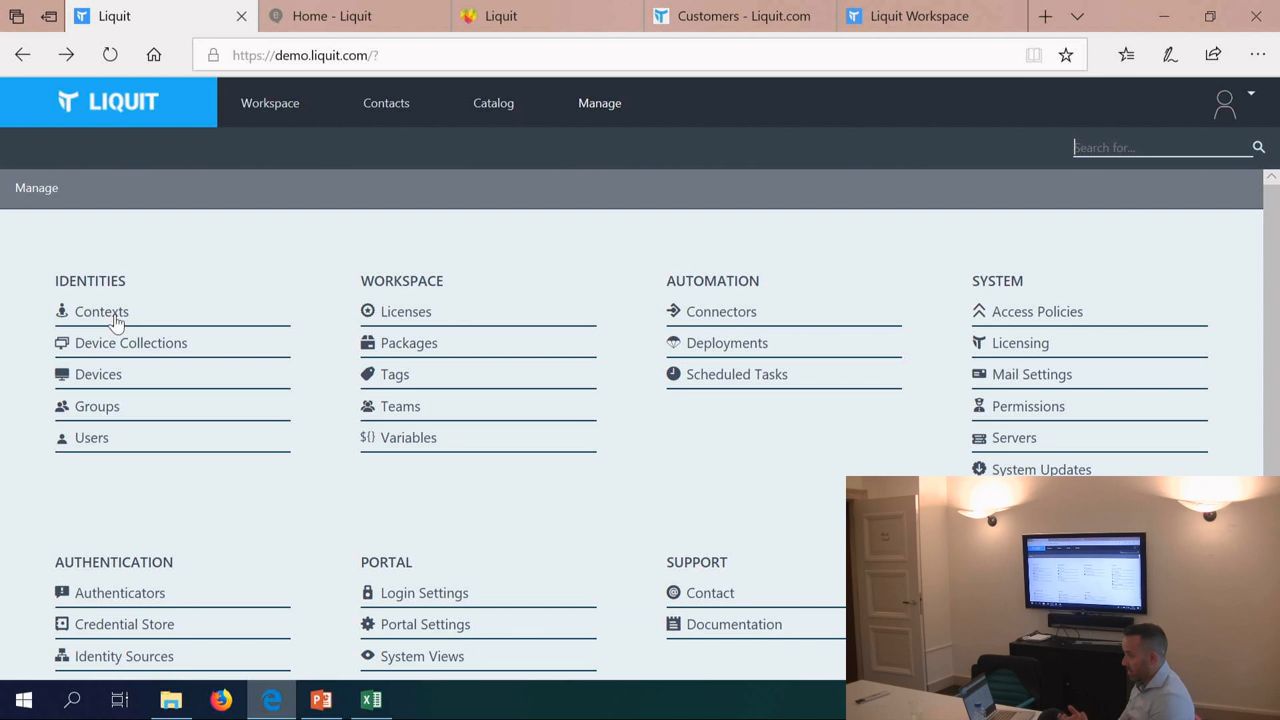 Liquit
Home - Liquit
Liquit
Customers - Liquit.com
Liquit Workspace
https://demo.liquit.com/?
LIQUIT
Workspace
Contacts
Catalog
Manage
Search for...
Manage
IDENTITIES
Contexts
Device Collections
Devices
Groups
Users
WORKSPACE
Licenses
Packages
Tags
Teams
${} Variables
AUTOMATION
Connectors
Deployments
Scheduled Tasks
SYSTEM
Access Policies
Licensing
Mail Settings
Permissions
Servers
System Updates
AUTHENTICATION
Authenticators
Credential Store
Identity Sources
PORTAL
Login Settings
Portal Settings
System Views
SUPPORT
Contact
Documentation